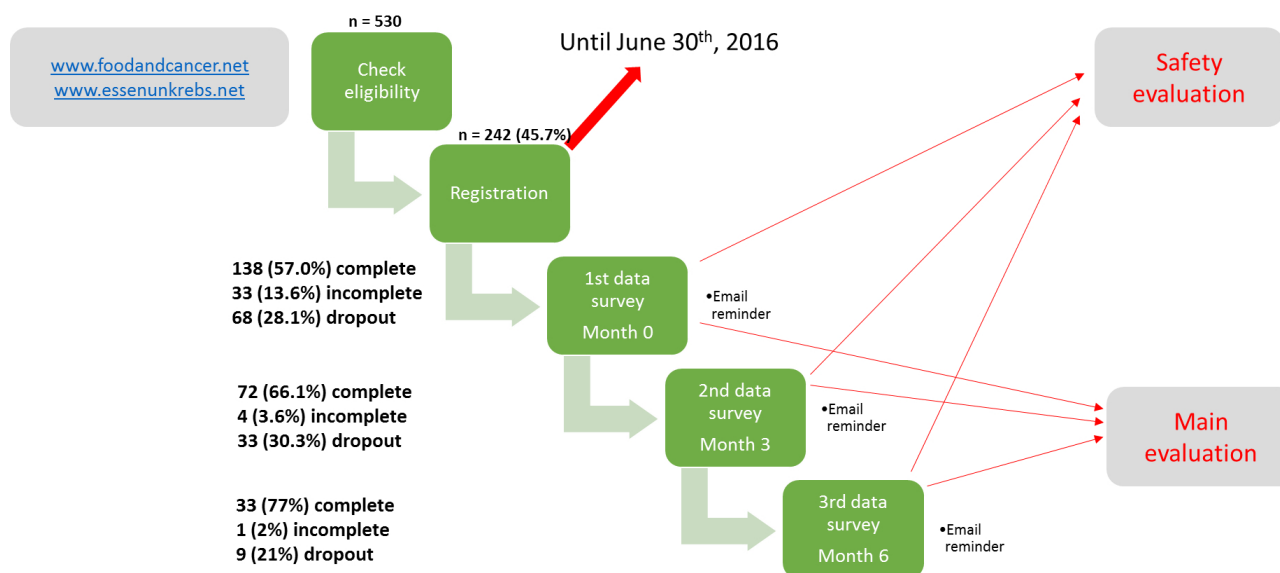 n = 530
www.foodandcancer.net
www.essenunkrebs.net
Check
eligibility
Until June 30th, 2016
Safety
evaluation
n = 242 (45.7%)
Registration
138 (57.0%) complete
33 (13.6%) incomplete
68 (28.1%) dropout
1st data
survey
Month 0
•Email
reminder
72 (66.1%) complete
4 (3.6%) incomplete
33 (30.3%) dropout
2nd data
survey
Month 3
•Email
reminder
Main
evaluation
33 (77%) complete
1 (2%) incomplete
9 (21%) dropout
3rd data
survey
Month 6
•Email
reminder